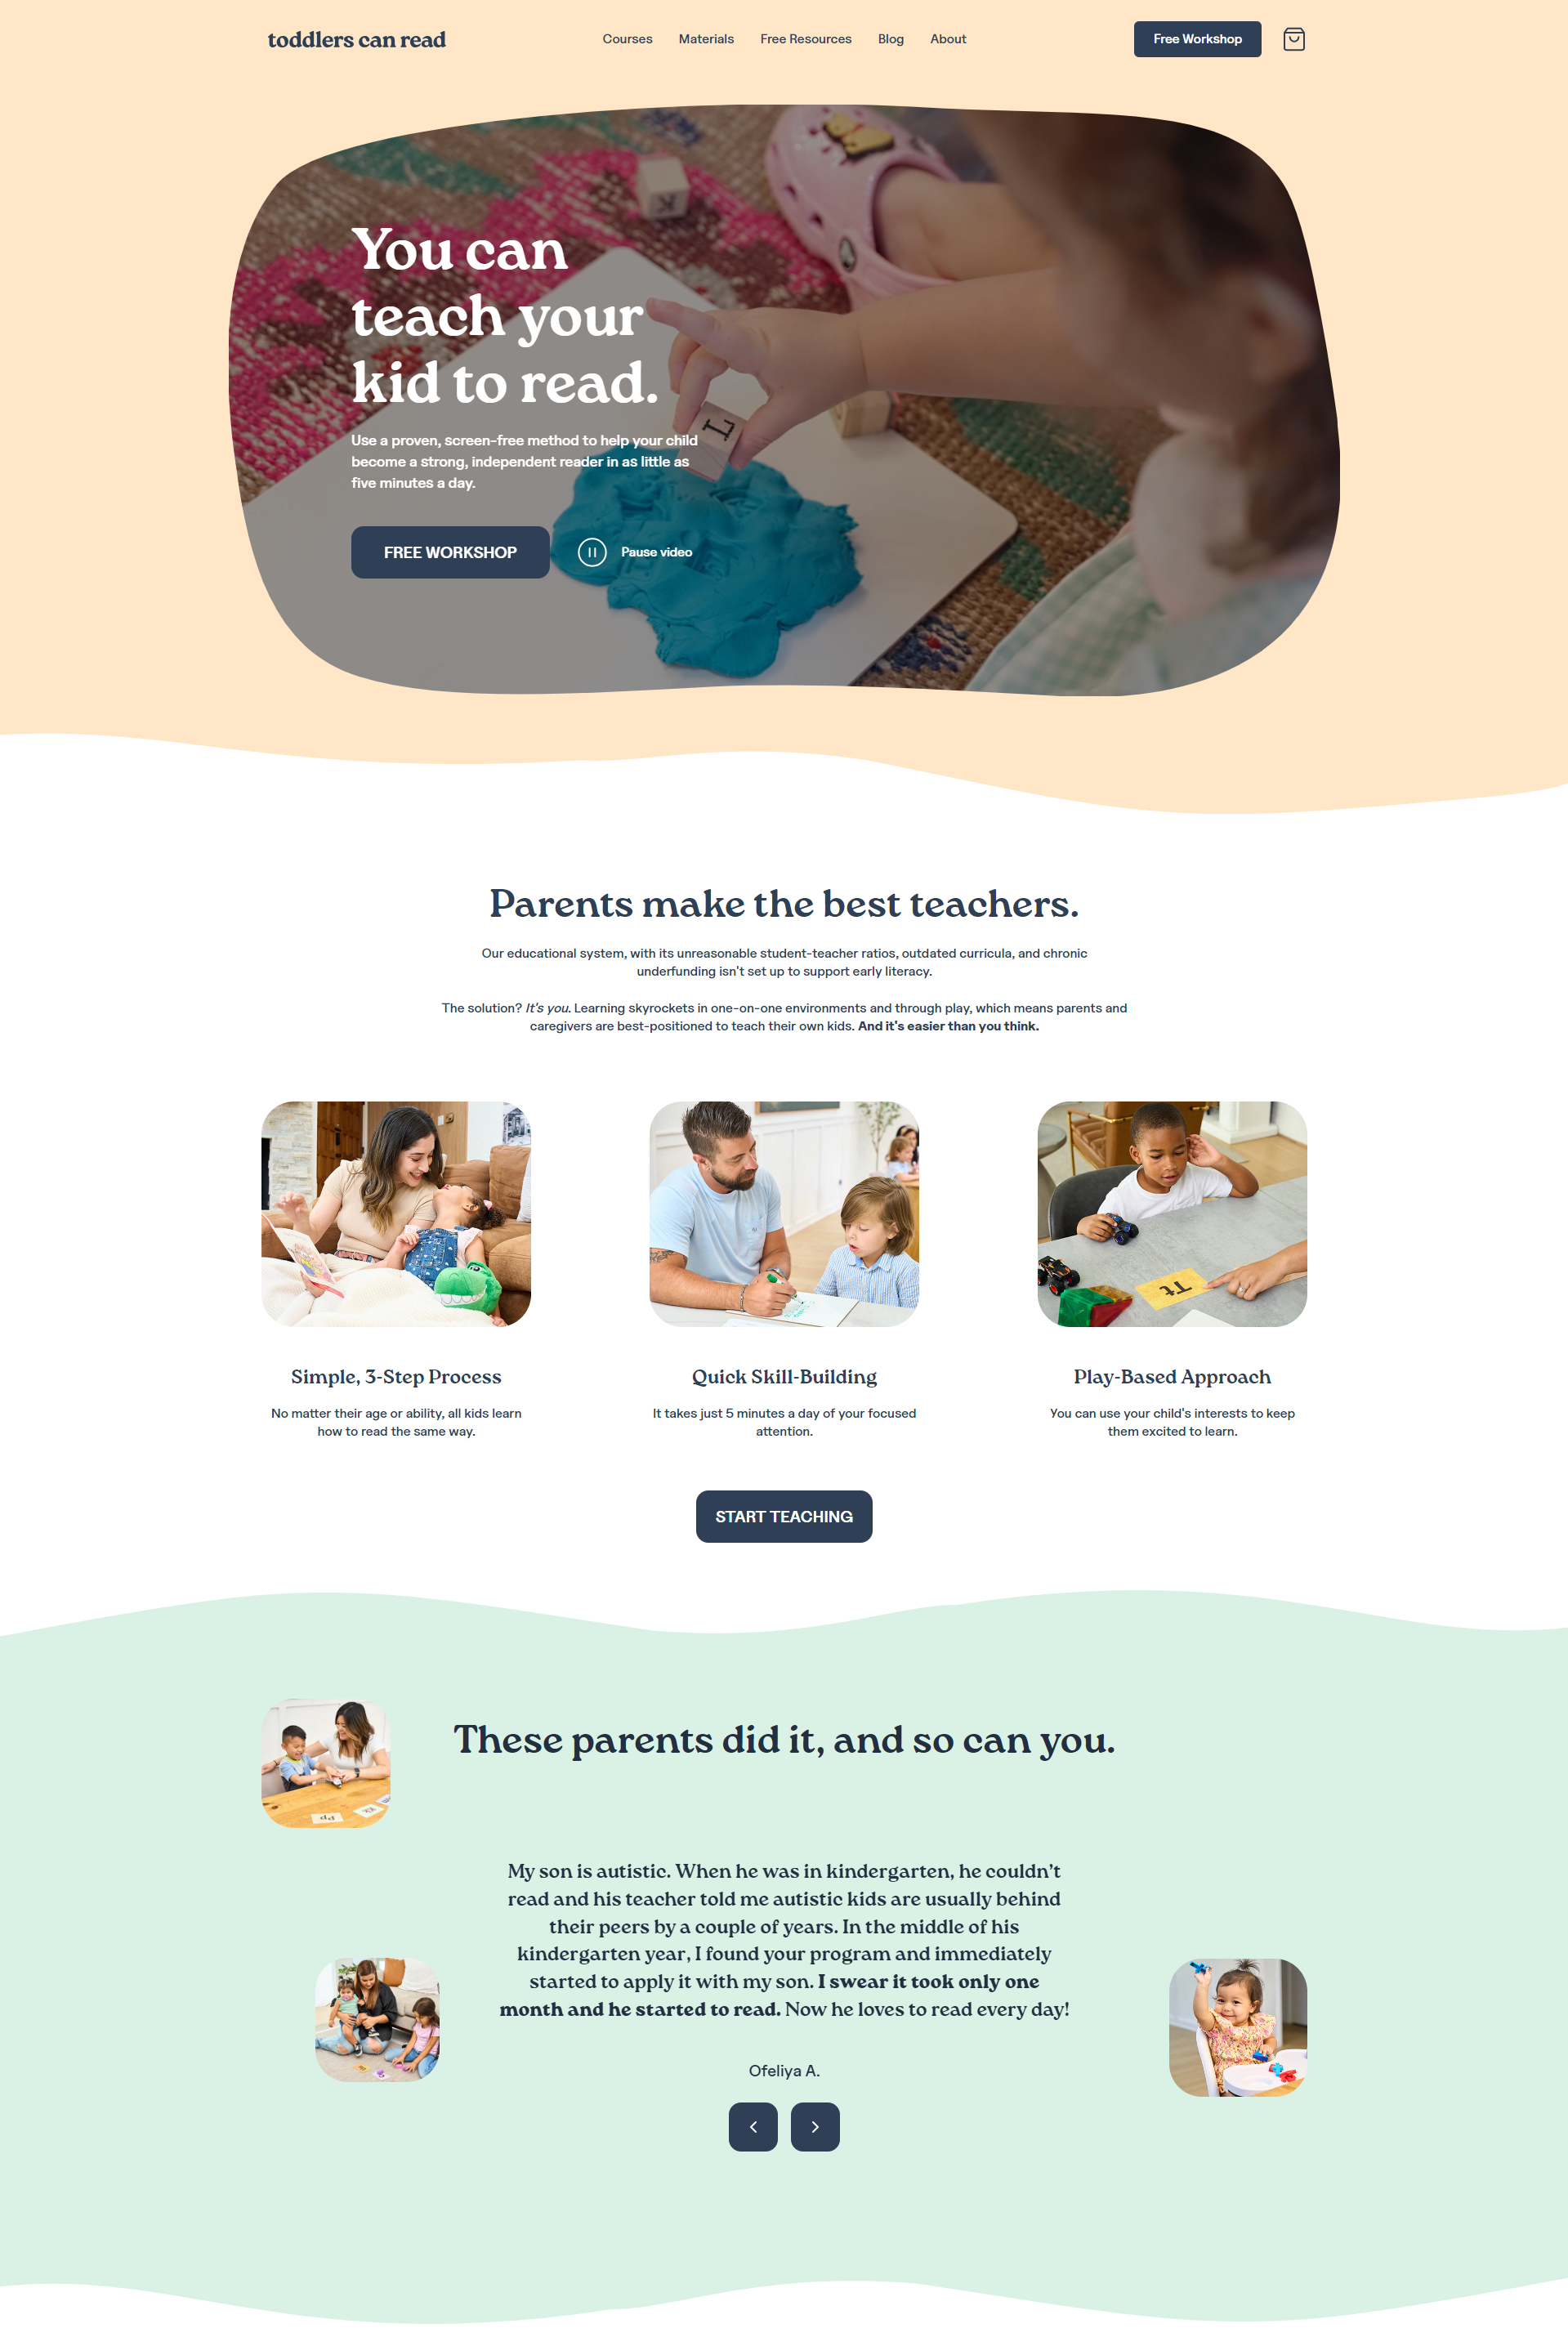 toddlers can read
Courses
Materials
Free Resources
Blog
About
Free Workshop
K
You can
teach your
kid to read.
L
Use a proven, screen-free method to help your child
become a strong, independent reader in as little as
five minutes a day.
FREE WORKSHOP
Pause video
Parents make the best teachers.
Our educational system, with its unreasonable student-teacher ratios, outdated curricula, and chronic
underfunding isn't set up to support early literacy.
The solution? It's you. Learning skyrockets in one-on-one environments and through play, which means parents and
caregivers are best-positioned to teach their own kids. And it's easier than you think.
Tt
Simple, 3-Step Process
No matter their age or ability, all kids learn
how to read the same way.
Quick Skill-Building
It takes just 5 minutes a day of your focused
attention.
Play-Based Approach
You can use your child's interests to keep
them excited to learn.
START TEACHING
These parents did it, and so can you.
Pp
My son is autistic. When he was in kindergarten, he couldn't
read and his teacher told me autistic kids are usually behind
their peers by a couple of years. In the middle of his
kindergarten year, I found your program and immediately
started to apply it with my son. I swear it took only one
month and he started to read. Now he loves to read every day!
Ofeliya A.